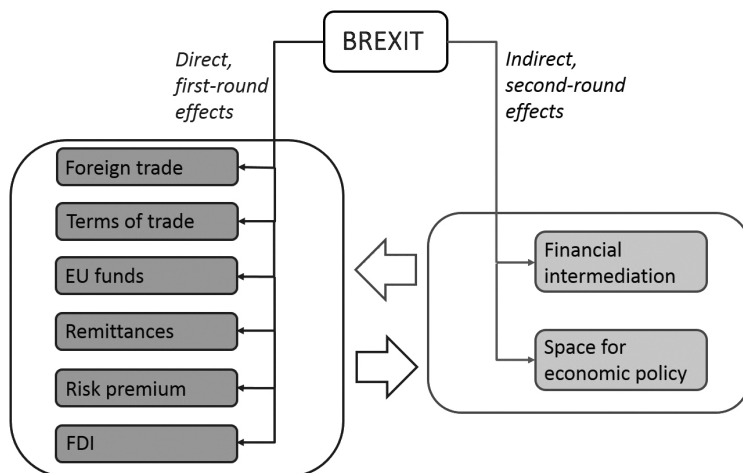 BREXIT
Direct,
first-round
effects
Indirect,
second-round
effects
Foreign trade
Terms of trade
EU funds
Remittances
Risk premium
FDI
Financial
intermediation
Space for
economic policy